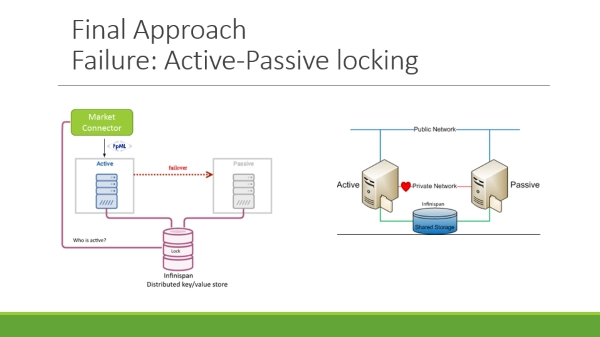 Final Approach
Failure: Active-Passive locking
Market
Connector
FpML
Active
failover
Passive
Who is active?
Lock
Infinispan
Distributed key/value store
Public Network
Active
Private Network
Passive
Infinispan
Shared Storage